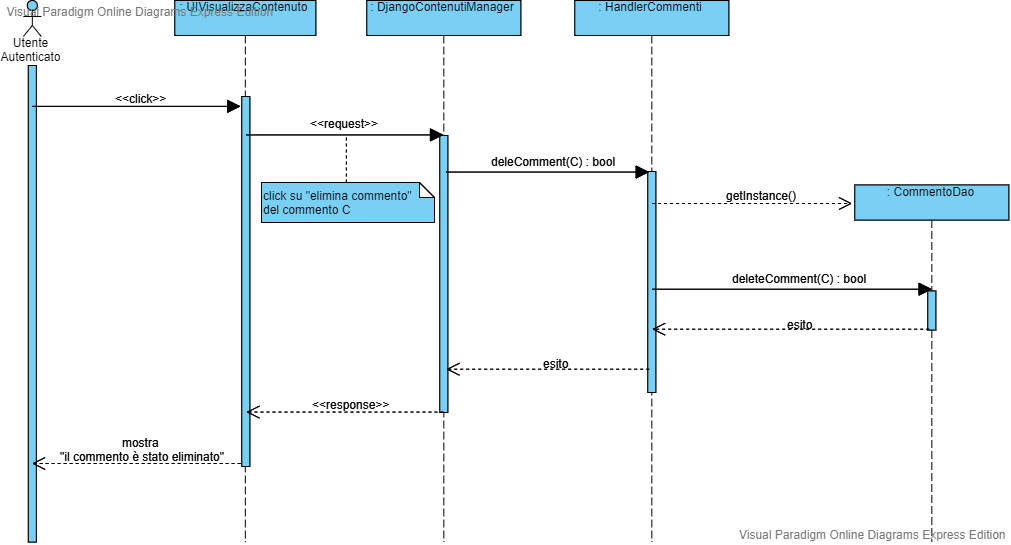 Visual Paradigm Online Diagrams Express Edition
: UIVisualizzaContenuto
: DjangoContenutiManager
: HandlerCommenti
Utente
Autenticato
<<click>>
<<request>>
deleComment(C) : bool
click su "elimina commento"
del commento C
getInstance()
: CommentoDao
deleteComment(C) : bool
esito
esito
<<response>>
mostra
"il commento è stato eliminato"
Visual Paradigm Online Diagrams Express Edition